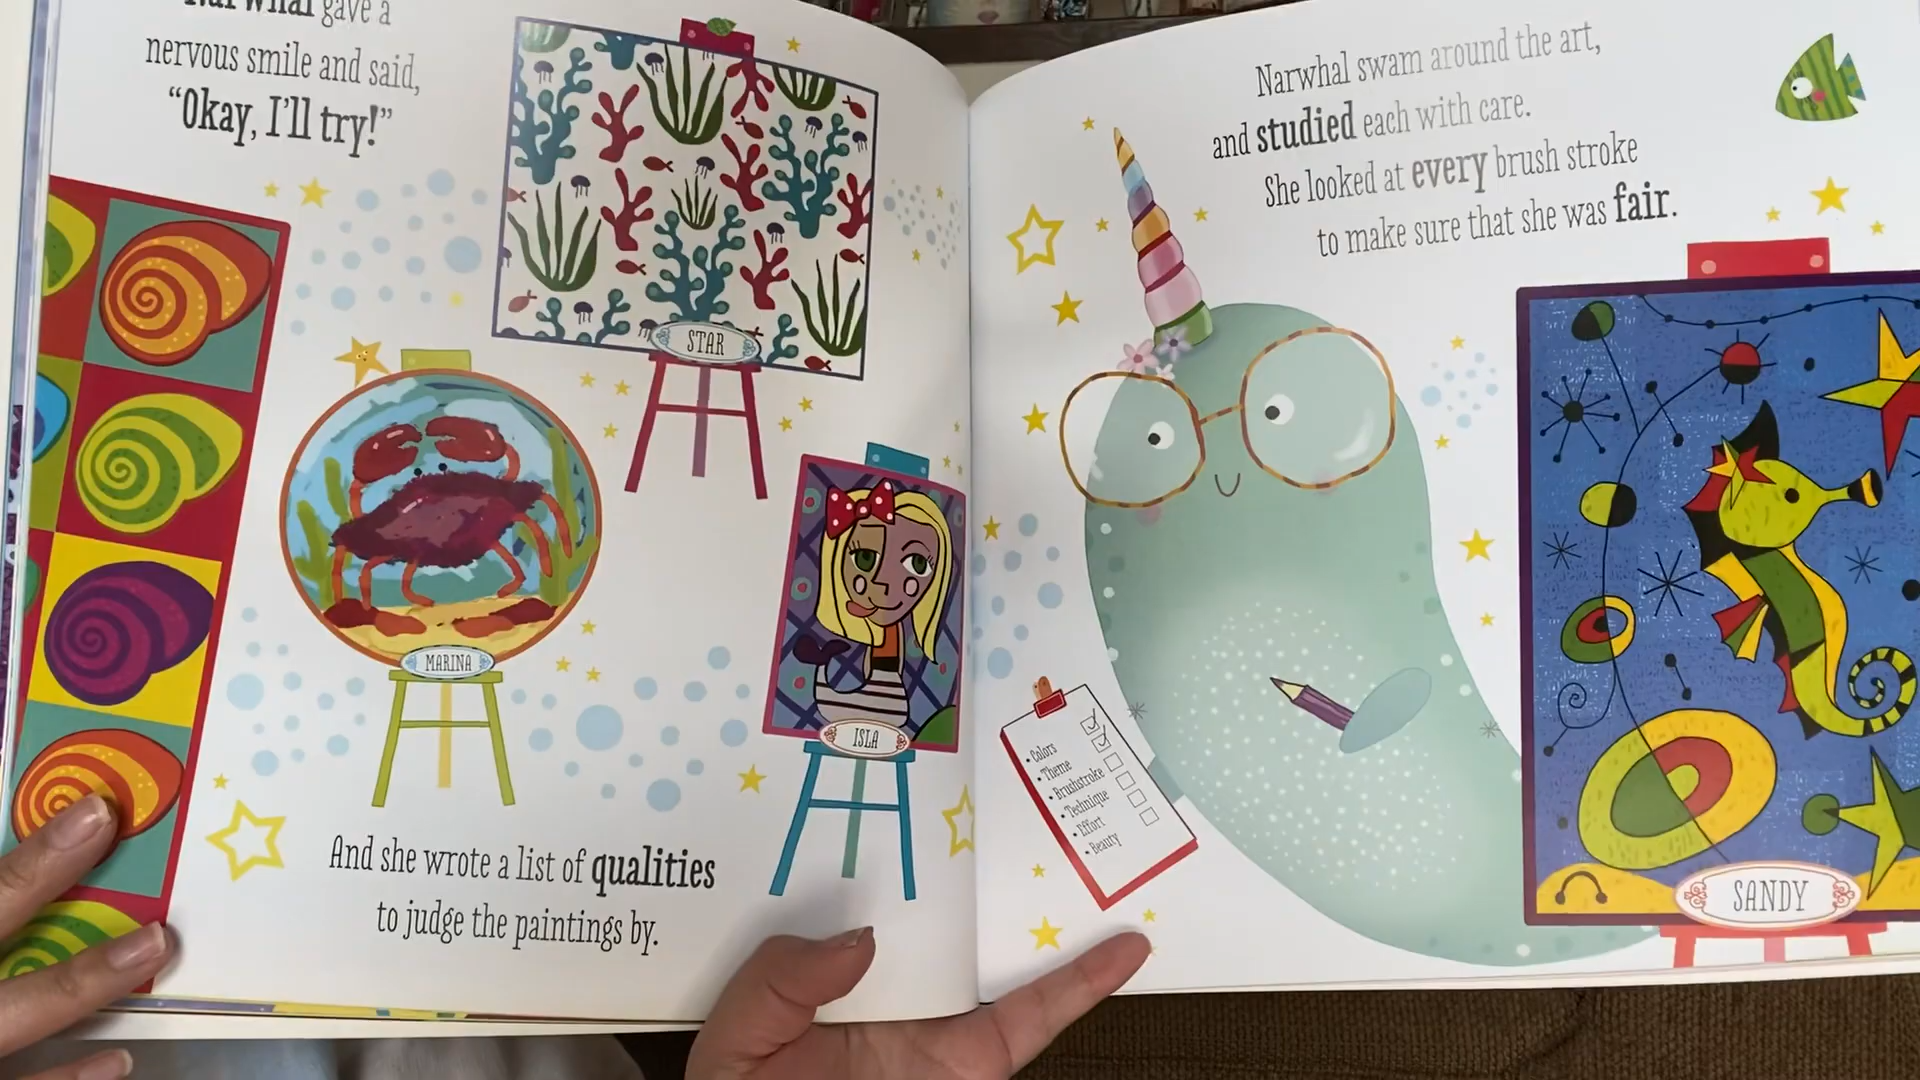 Narwhal gave a
nervous smile and said,
“Okay, I’ll try!”
STAR
MARINA
ISLA
And she wrote a list of qualities
to judge the paintings by.
Narwhal swam around the art,
and studied each with care.
She looked at every brush stroke
to make sure that she was fair.
• Colors
• Theme
• Brushstroke
• Technique
• Effort
• Beauty
SANDY